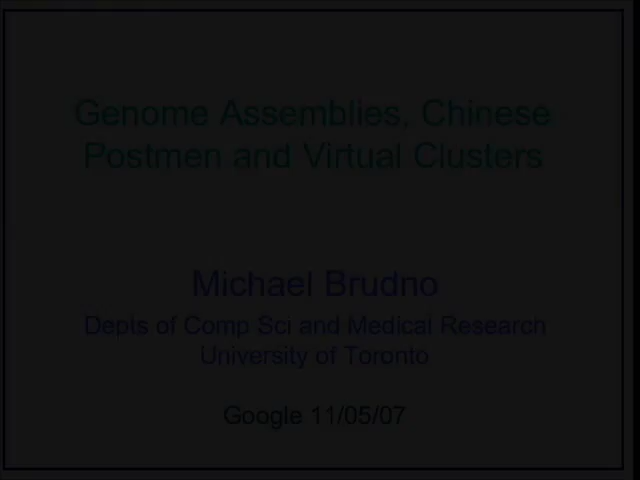 Genome Assemblies, Chinese
Postmen and Virtual Clusters
Michael Brudno
Depts of Comp Sci and Medical Research
University of Toronto
Google 11/05/07